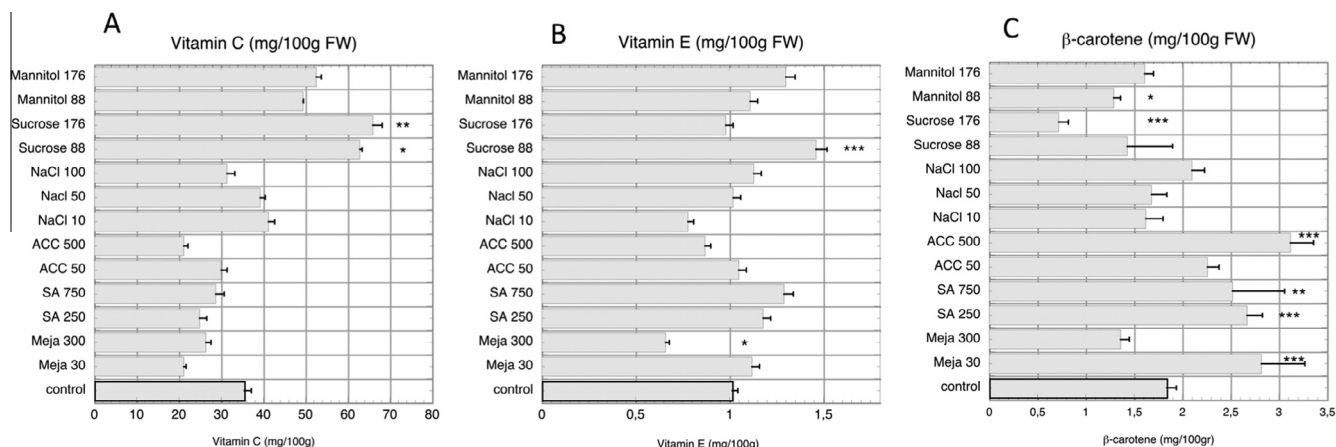 A
Vitamin C (mg/100g FW)
Mannitol 176
Mannitol 88
Sucrose 176
**
Sucrose 88
*
NaCl 100
Nacl 50
NaCl 10
ACC 500
ACC 50
SA 750
SA 250
Meja 300
Meja 30
control
0 10 20 30 40 50 60 70 80
Vitamin C (mg/100g)
B
Vitamin E (mg/100g FW)
Mannitol 176
Mannitol 88
Sucrose 176
Sucrose 88
***
NaCl 100
Nacl 50
NaCl 10
ACC 500
ACC 50
SA 750
SA 250
Meja 300
*
Meja 30
control
0 0,5 1 1,5
Vitamin E (mg/100g)
C
β-carotene (mg/100g FW)
Mannitol 176
Mannitol 88
*
Sucrose 176
***
Sucrose 88
NaCl 100
Nacl 50
NaCl 10
ACC 500
***
ACC 50
SA 750
**
SA 250
***
Meja 300
Meja 30
***
control
0 0,5 1 1,5 2 2,5 3 3,5
β-carotene (mg/100gr)